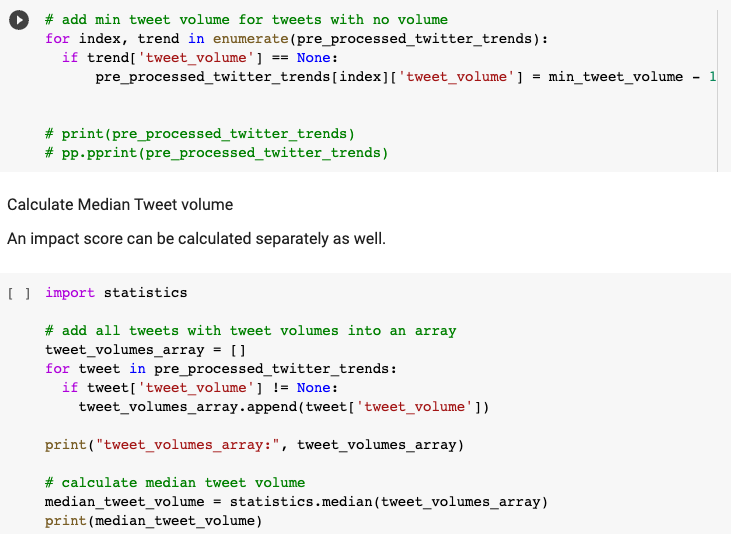 # add min tweet volume for tweets with no volume
for index, trend in enumerate(pre_processed_twitter_trends):
  if trend['tweet_volume'] == None:
      pre_processed_twitter_trends[index]['tweet_volume'] = min_tweet_volume - 1
# print(pre_processed_twitter_trends)
# pp.pprint(pre_processed_twitter_trends)
Calculate Median Tweet volume
An impact score can be calculated separately as well.
[ ] import statistics
# add all tweets with tweet volumes into an array
tweet_volumes_array = []
for tweet in pre_processed_twitter_trends:
  if tweet['tweet_volume'] != None:
    tweet_volumes_array.append(tweet['tweet_volume'])
print("tweet_volumes_array:", tweet_volumes_array)
# calculate median tweet volume
median_tweet_volume = statistics.median(tweet_volumes_array)
print(median_tweet_volume)